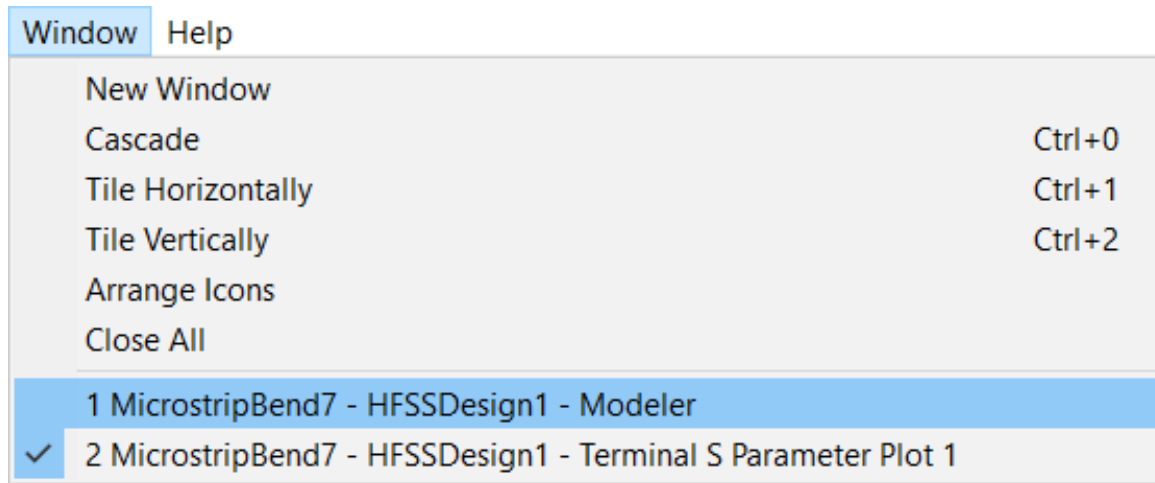 Window Help
New Window
Cascade Ctrl+0
Tile Horizontally Ctrl+1
Tile Vertically Ctrl+2
Arrange Icons
Close All
1 MicrostripBend7 - HFSSDesign1 - Modeler
2 MicrostripBend7 - HFSSDesign1 - Terminal S Parameter Plot 1